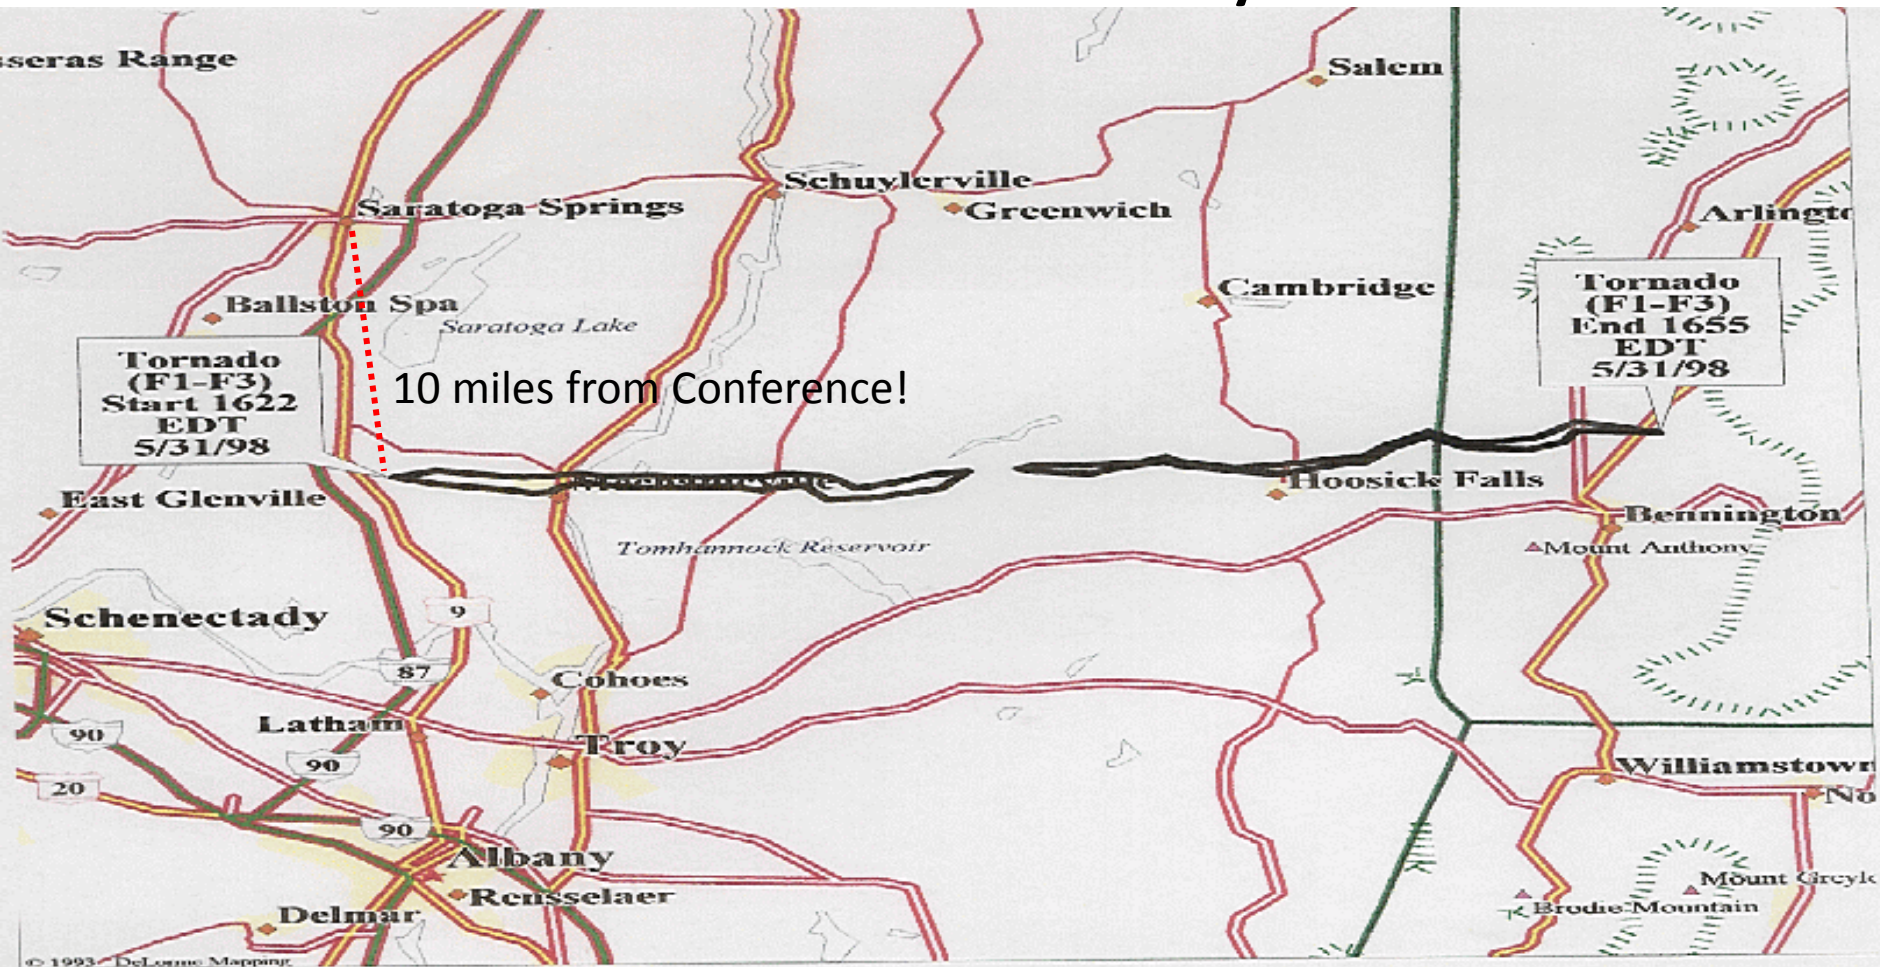 sseras Range
Salem
Schuylerville
Saratoga Springs
Greenwich
Arlingto
Ballston Spa
Cambridge
Saratoga Lake
Tornado
(F1-F3)
End 1655
EDT
5/31/98
Tornado
(F1-F3)
Start 1622
EDT
5/31/98
10 miles from Conference!
East Glenville
Hoosick Falls
Bennington
Tomhannock Reservoir
Mount Anthony
Schenectady
9
87
Cohoes
Latham
90
90
Troy
20
Williamstown
No
90
Albany
Rensselaer
Mount Greylc
Brodie Mountain
Delmar
© 1993 DeLorme Mapping